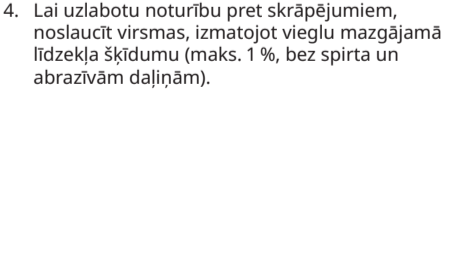 4. Lai uzlabotu noturību pret skrāpējumiem,
noslaucīt virsmas, izmatojot vieglu mazgājamā
līdzekļa šķīdumu (maks. 1 %, bez spirta un
abrazīvām daļiņām).